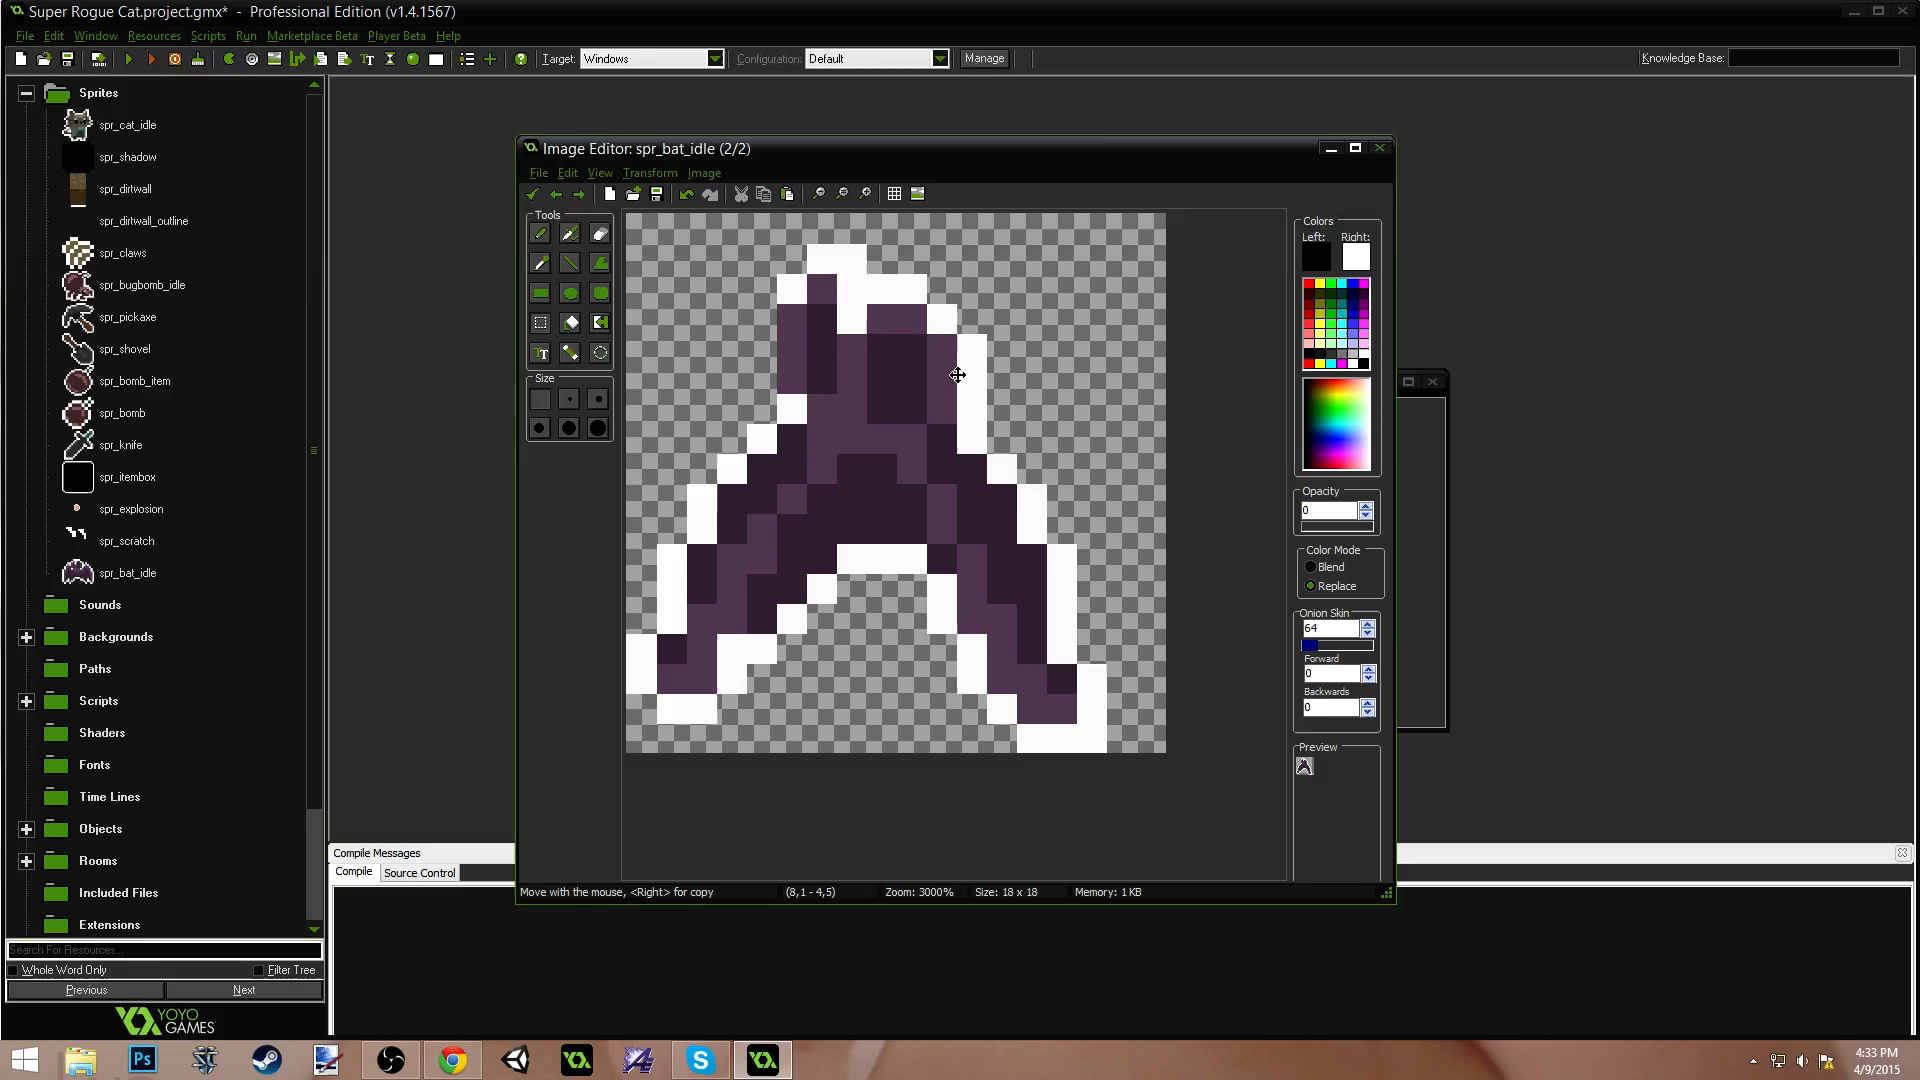 Super Rogue Cat.project.gmx* - Professional Edition (v1.4.1567)
File Edit Window Resources Scripts Run Marketplace Beta Player Beta Help
Target: Windows Configuration: Default Manage Knowledge Base:
Sprites
spr_cat_idle
spr_shadow
spr_dirtwall
spr_dirtwall_outline
spr_claws
spr_bugbomb_idle
spr_pickaxe
spr_shovel
spr_bomb_item
spr_bomb
spr_knife
spr_itembox
spr_explosion
spr_scratch
spr_bat_idle
Sounds
Backgrounds
Paths
Scripts
Shaders
Fonts
Time Lines
Objects
Rooms
Included Files
Extensions
Search For Resources...
Whole Word Only Filter Tree
Previous Next
YOYO
GAMES
Image Editor: spr_bat_idle (2/2)
File Edit View Transform Image
Tools
Size
Colors
Left: Right:
Opacity
0
Color Mode
Blend
Replace
Onion Skin
64
Forward
0
Backwards
0
Preview
Move with the mouse, <Right> for copy (8,1 - 4,5) Zoom: 3000% Size: 18 x 18 Memory: 1 KB
Compile Messages
Compile Source Control
Ps
4:33 PM
4/9/2015